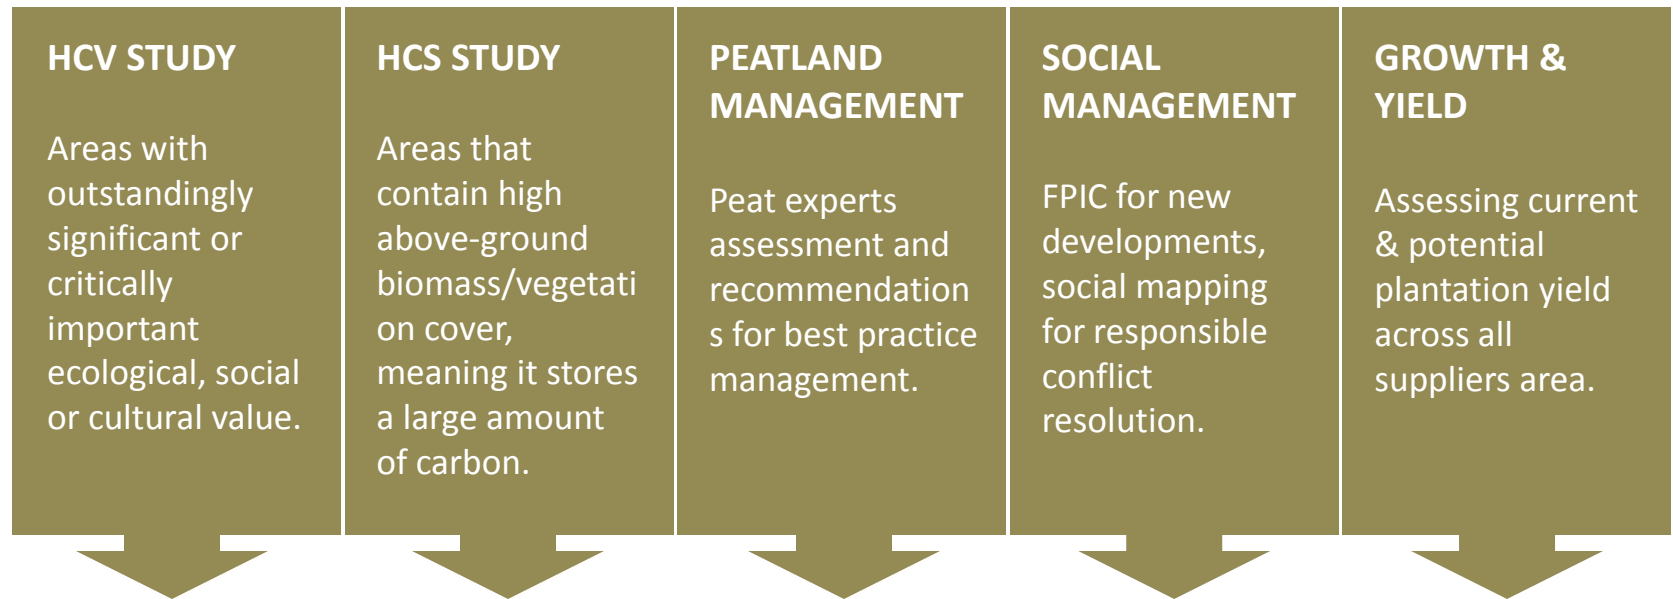 HCV STUDY
Areas with
outstandingly
significant or
critically
important
ecological, social
or cultural value.
HCS STUDY
Areas that
contain high
above-ground
biomass/vegetati
on cover,
meaning it stores
a large amount
of carbon.
PEATLAND
MANAGEMENT
Peat experts
assessment and
recommendation
s for best practice
management.
SOCIAL
MANAGEMENT
FPIC for new
developments,
social mapping
for responsible
conflict
resolution.
GROWTH &
YIELD
Assessing current
& potential
plantation yield
across all
suppliers area.